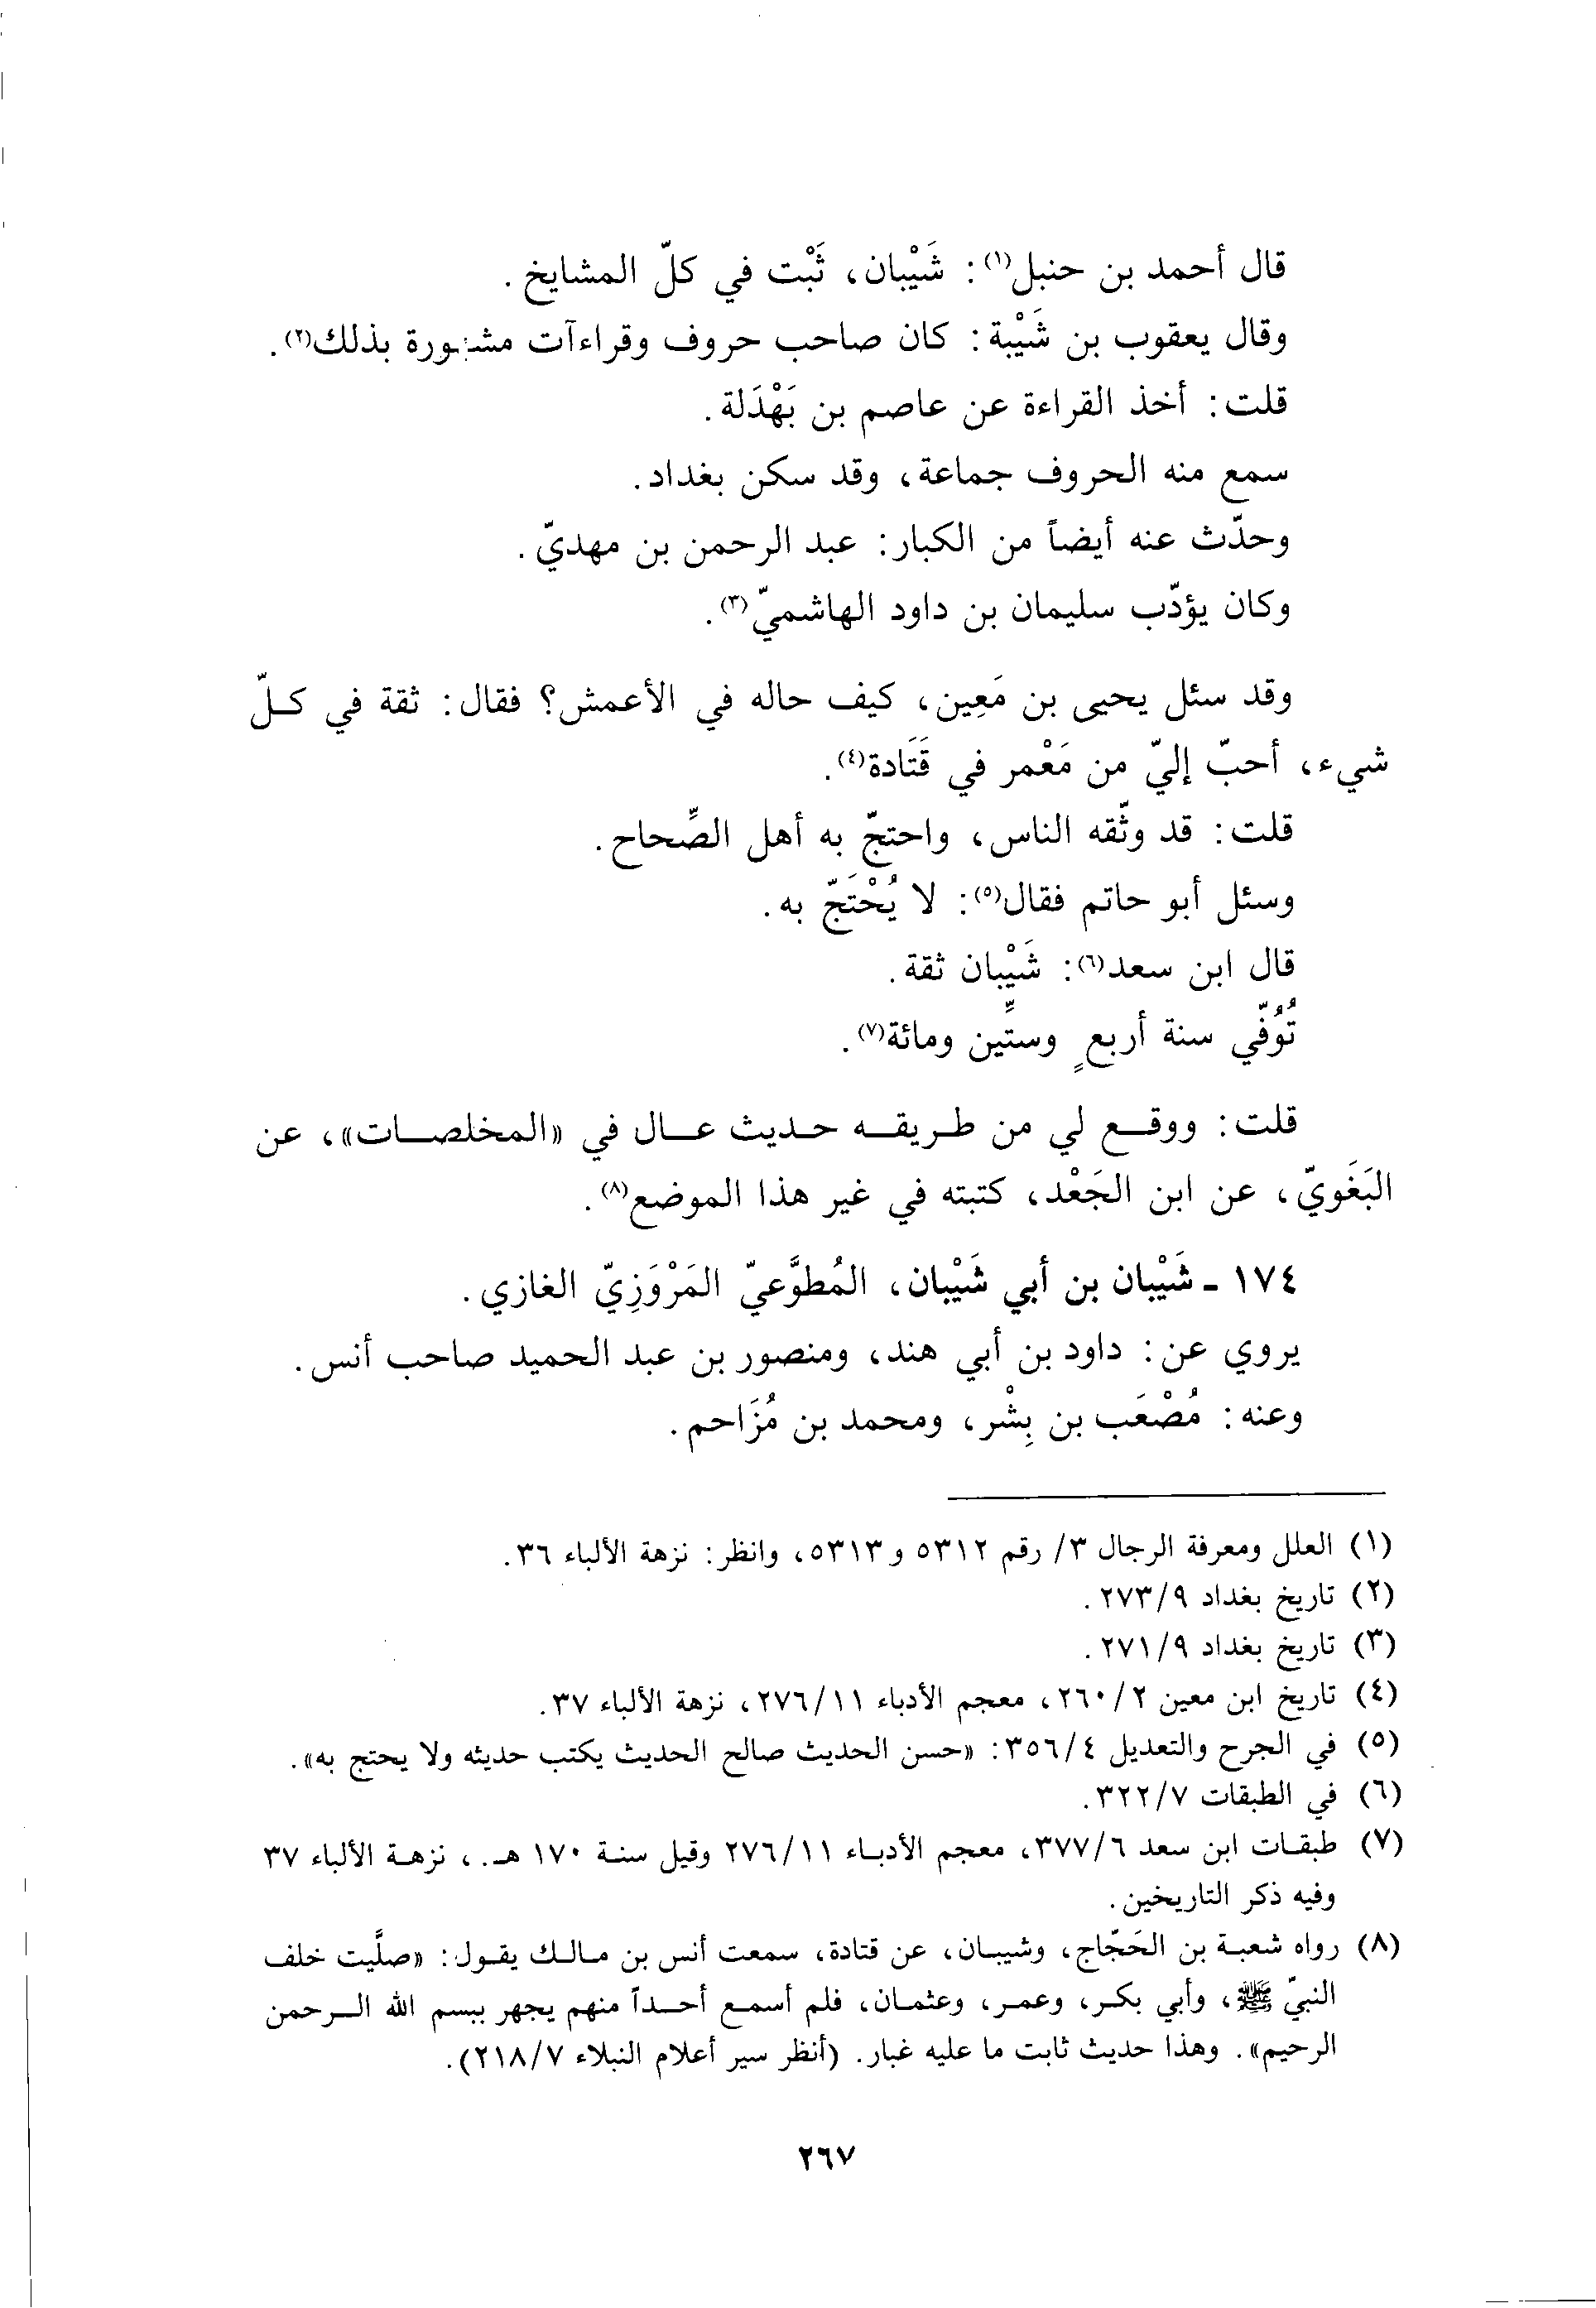 قال أحمد بن حنبل(١): شَيْبان، ثَبْت في كلّ المشايخ.
وقال يعقوب بن شَيْبة: كان صاحب حروف وقراءآت مشهورة بذلك(٢).
قلت: أخذ القراءة عن عاصم بن بَهْدَلة.
سمع منه الحروف جماعة، وقد سكن بغداد.
وحدّث عنه أيضاً من الكبار: عبد الرحمن بن مهديّ.
وكان يؤدّب سليمان بن داود الهاشميّ(٣).
وقد سئل يحيى بن مَعِين، كيف حاله في الأعمش؟ فقال: ثقة في كلّ
شيء، أحبّ إليّ من مَعْمر في قَتَادة(٤).
قلت: قد وثّقه الناس، واحتجّ به أهل الصِّحاح.
وسئل أبو حاتم فقال(٥): لا يُحْتَجّ به.
قال ابن سعد(٦): شَيْبان ثقة.
تُوُفّي سنة أربعٍ وستِّين ومائة(٧).
قلت: ووقع لي من طريقه حديث عال في «المخلصات»، عن
البَغَويّ، عن ابن الجَعْد، كتبته في غير هذا الموضع(٨).
١٧٤ ـ شَيْبان بن أبي شَيْبان، المُطوَّعيّ المَرْوَزِيّ الغازي.
يروي عن: داود بن أبي هند، ومنصور بن عبد الحميد صاحب أنس.
وعنه: مُصْعَب بن بِشْر، ومحمد بن مُزَاحم.
(١) العلل ومعرفة الرجال ٣/ رقم ٥٣١٢ و٥٣١٣، وانظر: نزهة الألباء ٣٦.
(٢) تاريخ بغداد ٢٧٣/٩.
(٣) تاريخ بغداد ٢٧١/٩.
(٤) تاريخ ابن معين ٢٦٠/٢، معجم الأدباء ٢٧٦/١١، نزهة الألباء ٣٧.
(٥) في الجرح والتعديل ٣٥٦/٤: «حسن الحديث صالح الحديث يكتب حديثه ولا يحتج به».
(٦) في الطبقات ٣٢٢/٧.
(٧) طبقات ابن سعد ٣٧٧/٦، معجم الأدباء ٢٧٦/١١ وقيل سنة ١٧٠ هـ.، نزهة الألباء ٣٧
وفيه ذكر التاريخين.
(٨) رواه شعبة بن الحَجّاج، وشيبان، عن قتادة، سمعت أنس بن مالك يقول: «صلَّيت خلف
النبيّ ﷺ، وأبي بكر، وعمر، وعثمان، فلم أسمع أحداً منهم يجهر ببسم الله الرحمن
الرحيم». وهذا حديث ثابت ما عليه غبار. (أنظر سير أعلام النبلاء ٢١٨/٧).
٢٦٧